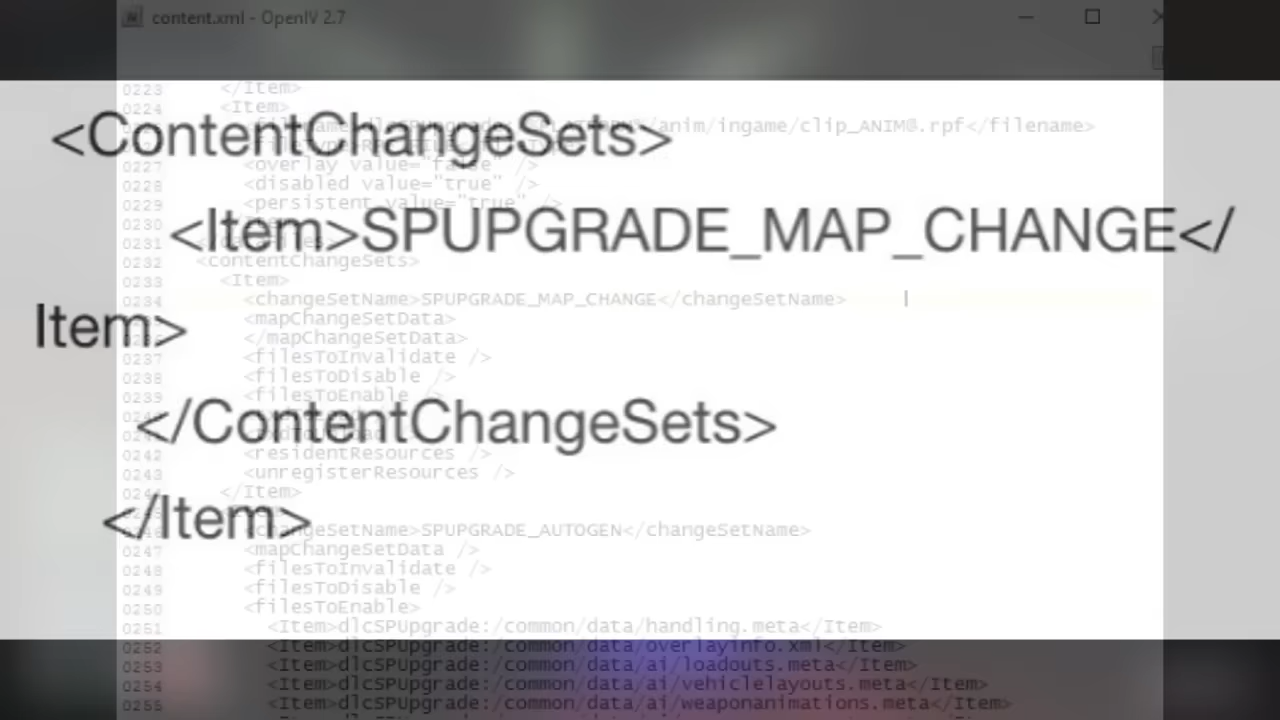 content.xml - OpenIV 2.7
<ContentChangeSets>
<Item>SPUPGRADE_MAP_CHANGE</
Item>
</ContentChangeSets>
</Item>
0223 </Item>
0224 <Item>
/anim/ingame/clip_ANIM@.rpf</filename>
0227 <overlay value="false" />
0228 <disabled value="true" />
0229 <persistent value="true" />
0230
0231
0232 <contentChangeSets>
0233 <Item>
0234 <changeSetName>SPUPGRADE_MAP_CHANGE</changeSetName>
<mapChangeSetData>
</mapChangeSetData>
0237 <filesToInvalidate />
0238 <filesToDisable />
0239 <filesToEnable />
0242 <residentResources />
0243 <unregisterResources />
</Item>
changeSetName>SPUPGRADE_AUTOGEN</changeSetName>
0247 <mapChangeSetData />
0248 <filesToInvalidate />
0249 <filesToDisable />
0250 <filesToEnable>
0251 <Item>dlcSPUpgrade:/common/data/handling.meta</Item>
0252 <Item>dlcSPUpgrade:/common/data/overlayinfo.xml</Item>
0253 <Item>dlcSPUpgrade:/common/data/ai/loadouts.meta</Item>
0254 <Item>dlcSPUpgrade:/common/data/ai/vehiclelayouts.meta</Item>
0255 <Item>dlcSPUpgrade:/common/data/ai/weaponanimations.meta</Item>